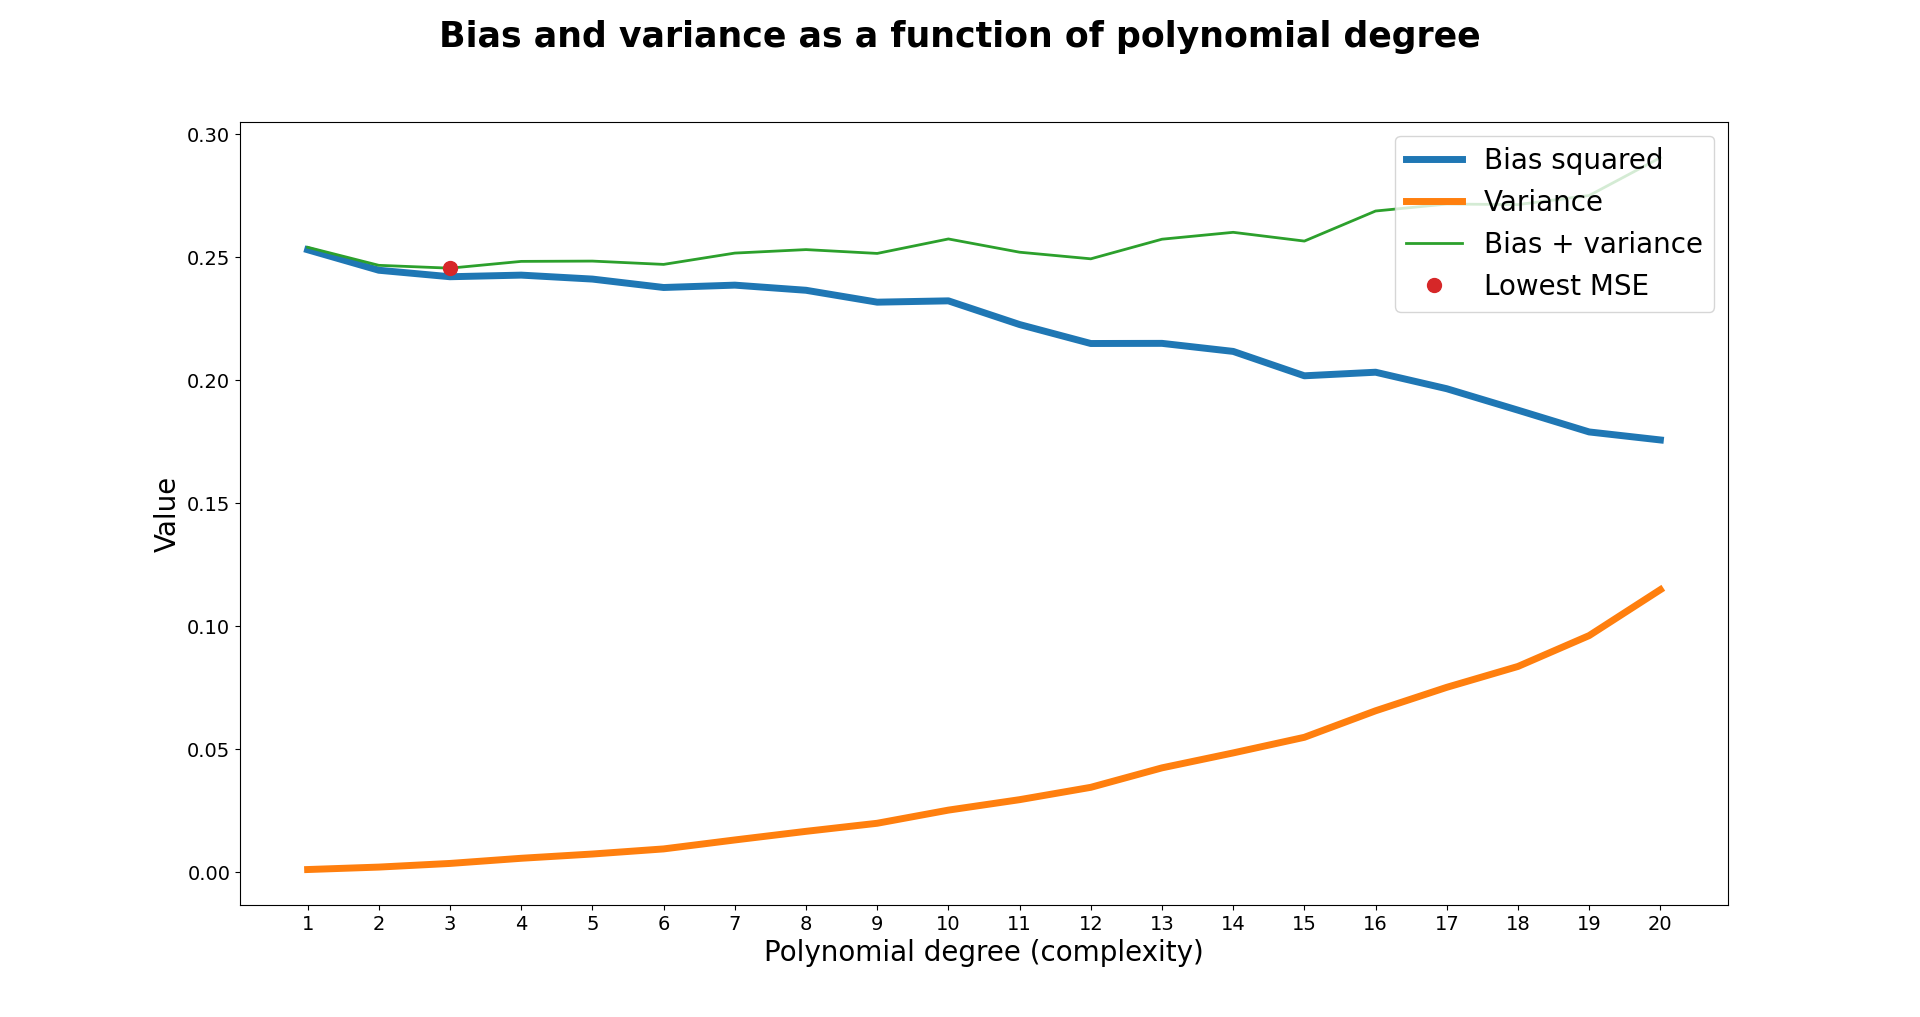 Bias and variance as a function of polynomial degree
0.30
0.25
0.20
0.15
0.10
0.05
0.00
Value
Bias squared
Variance
Bias + variance
Lowest MSE
1 2 3 4 5 6 7 8 9 10 11 12 13 14 15 16 17 18 19 20
Polynomial degree (complexity)